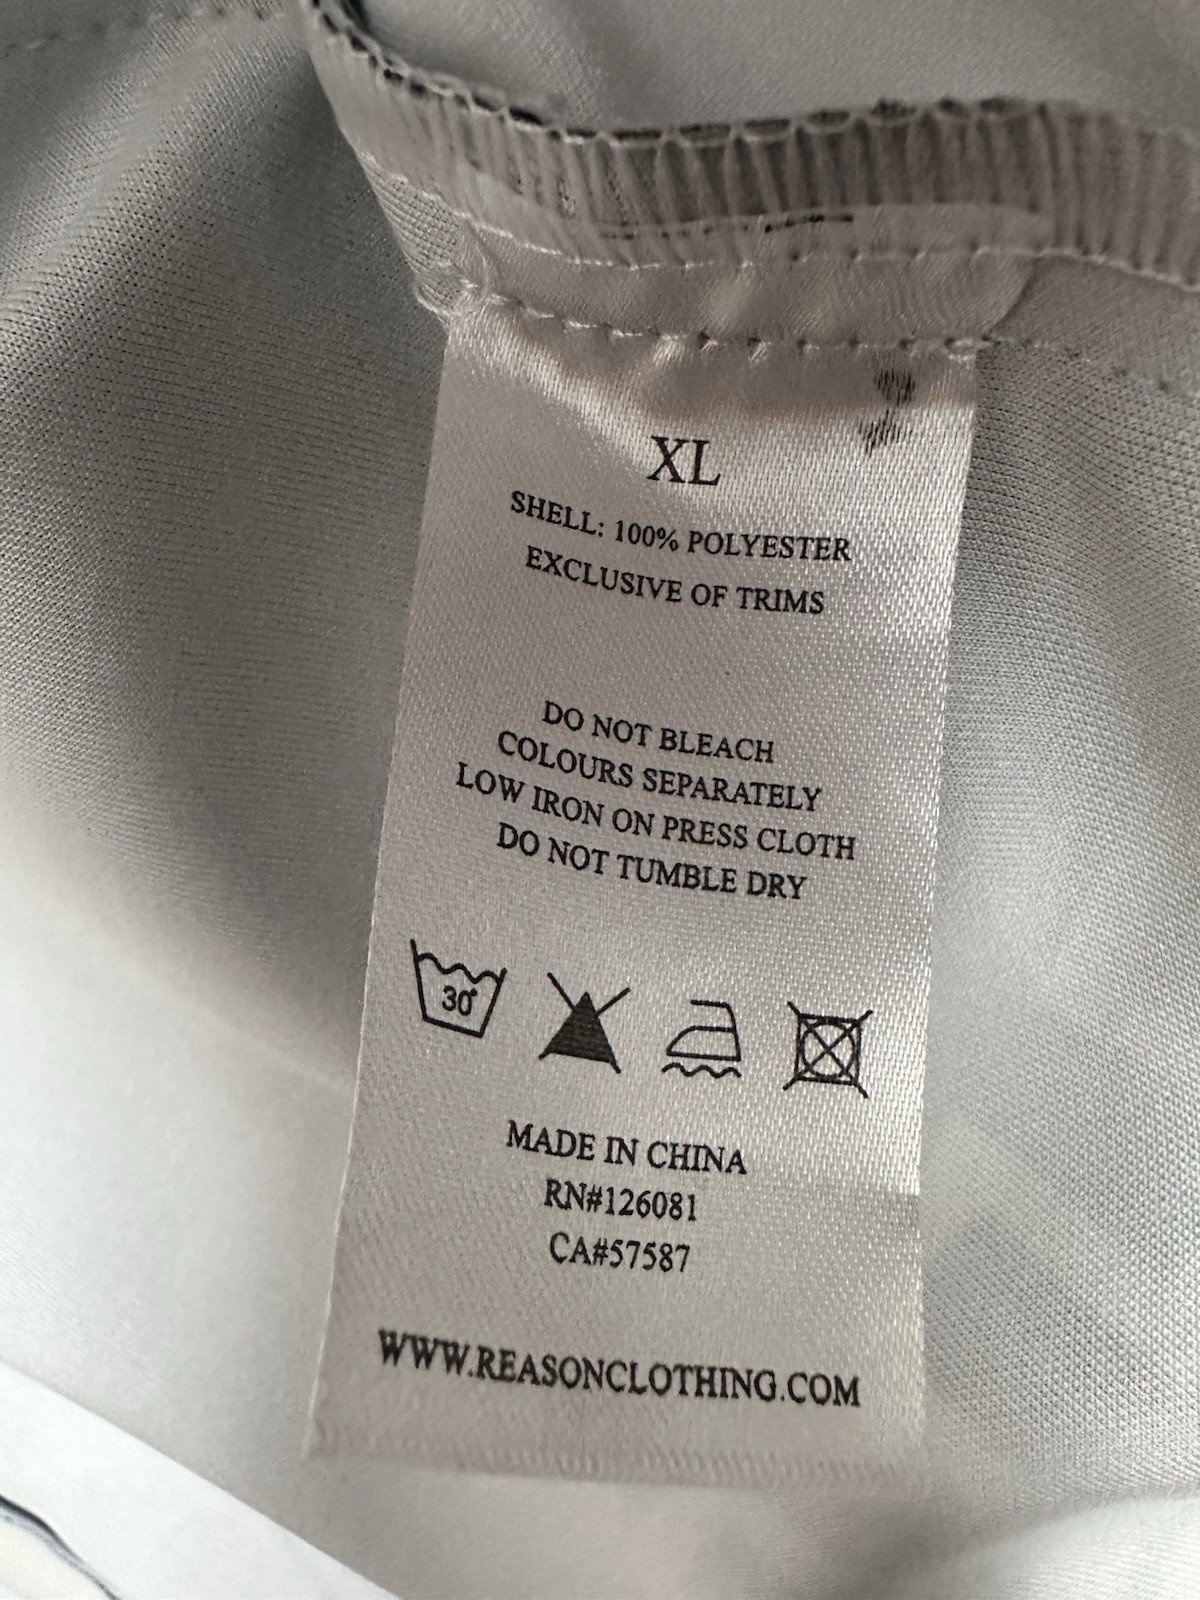 XL
SHELL: 100% POLYESTER
EXCLUSIVE OF TRIMS
DO NOT BLEACH
COLOURS SEPARATELY
LOW IRON ON PRESS CLOTH
DO NOT TUMBLE DRY
30°
MADE IN CHINA
RN#126081
CA#57587
WWW.REASONCLOTHING.COM